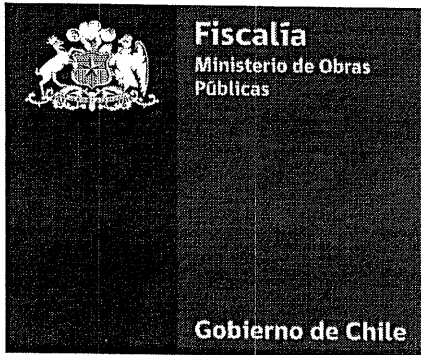 Fiscalía
Ministerio de Obras
Públicas
Gobierno de Chile